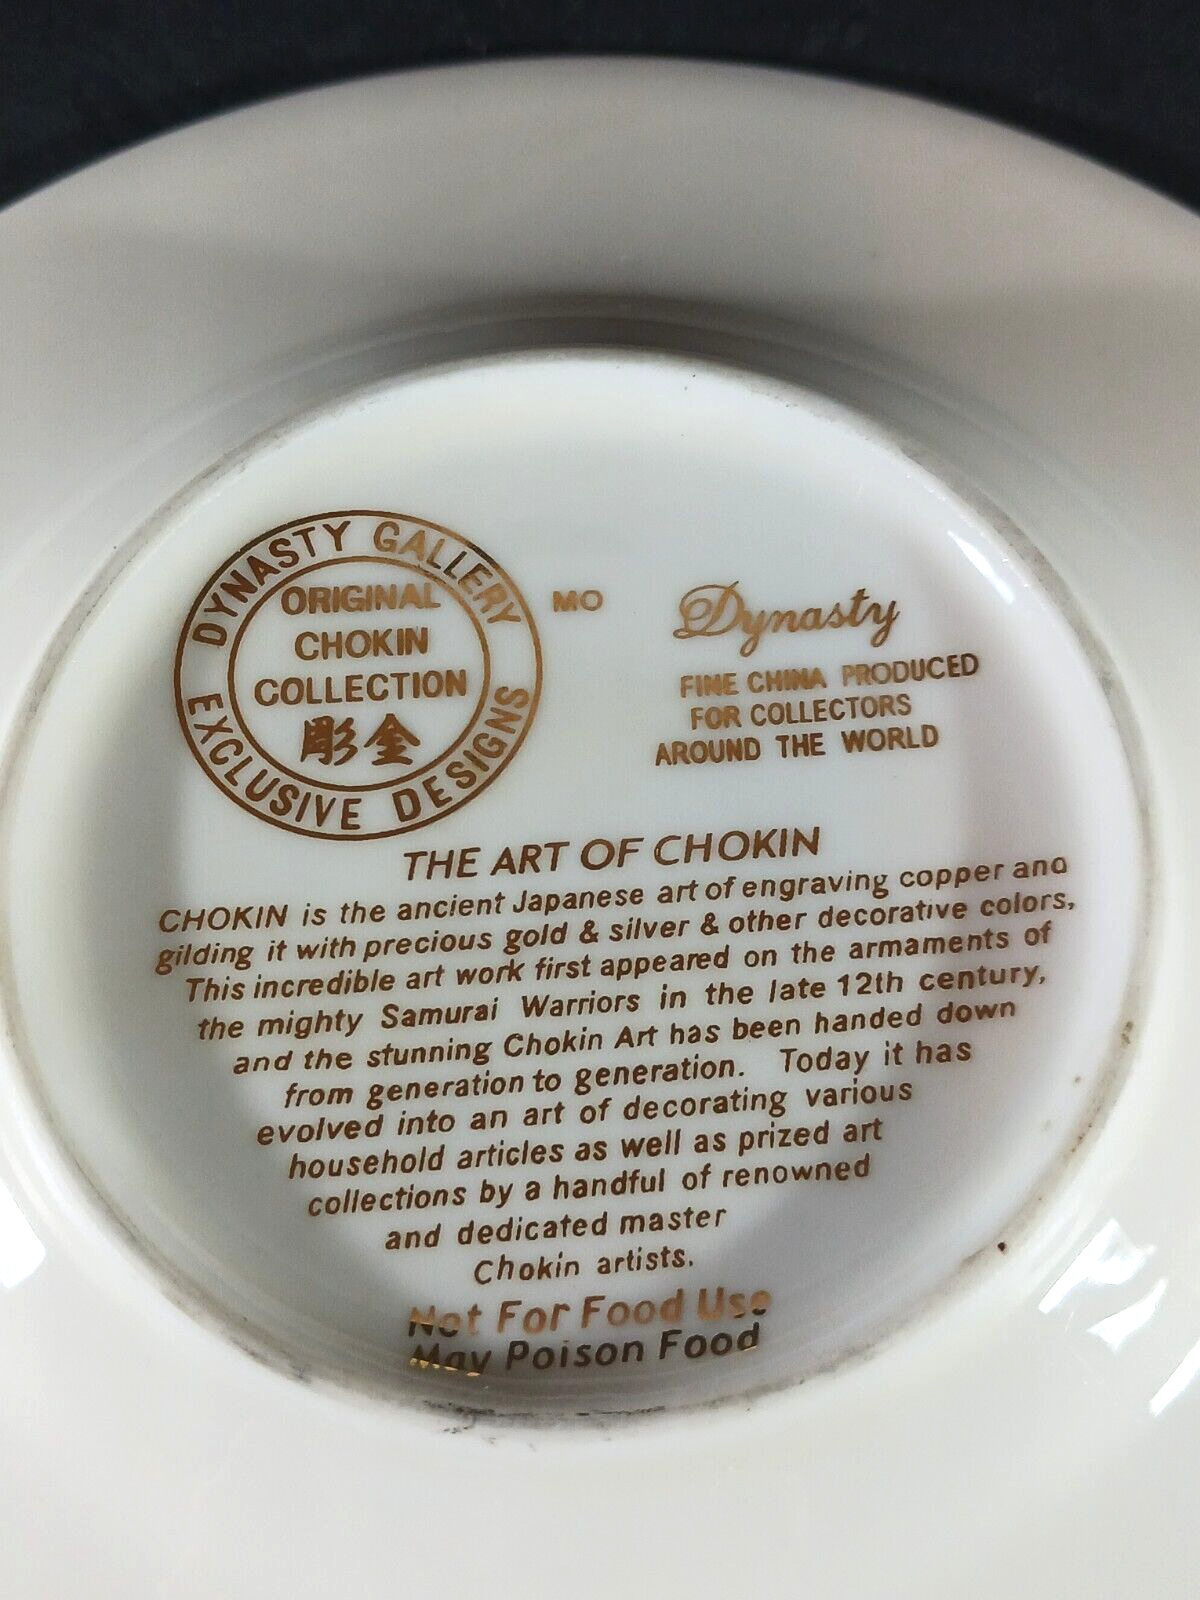 DYNASTY GALLERY
ORIGINAL
CHOKIN
COLLECTION
彫金
EXCLUSIVE DESIGNS
MO
Dynasty
FINE CHINA PRODUCED
FOR COLLECTORS
AROUND THE WORLD
THE ART OF CHOKIN
CHOKIN is the ancient Japanese art of engraving copper and
gilding it with precious gold & silver & other decorative colors,
This incredible art work first appeared on the armaments of
the mighty Samurai Warriors in the late 12th century,
and the stunning Chokin Art has been handed down
from generation to generation. Today it has
evolved into an art of decorating various
household articles as well as prized art
collections by a handful of renowned
and dedicated master
Chokin artists.
Not For Food Use
May Poison Food